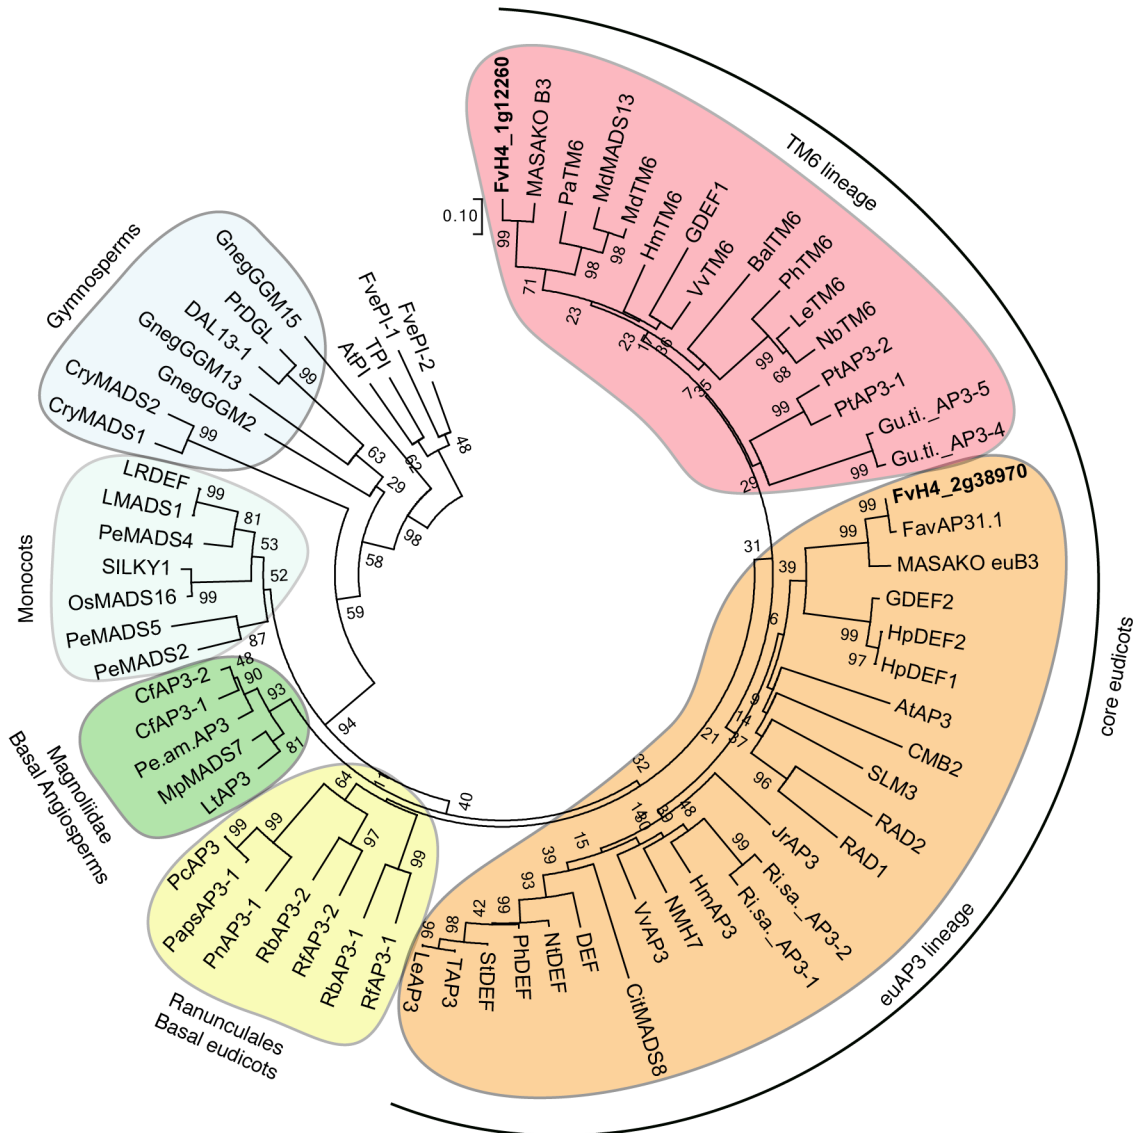 FvH4_1g12260
MASAKO B3
PaTM6
MdMADS13
MdTM6
HmTM6
GDEF1
VvTM6
BalTM6
PhTM6
LeTM6
NbTM6
PtAP3-2
PtAP3-1
Gu.ti._AP3-5
Gu.ti._AP3-4
TM6 lineage
0.10
99
71
98
98
23
23
36
7
35
99
68
99
99
29
FvH4_2g38970
FavAP31.1
MASAKO euB3
GDEF2
HpDEF2
HpDEF1
AtAP3
CMB2
SLM3
RAD2
RAD1
JrAP3
Ri.sa._AP3-2
Ri.sa._AP3-1
HmAP3
NMH7
VvAP3
CitMADS8
DEF
NtDEF
PhDEF
StDEF
TAP3
LeAP3
euAP3 lineage
core eudicots
31
99
99
39
99
97
6
9
14
37
21
96
32
48
99
15
39
93
99
42
98
96
RfAP3-1
RbAP3-1
RfAP3-2
RbAP3-2
PnAP3-1
PapsAP3-1
PcAP3
Ranunculales
Basal eudicots
99
97
64
99
99
40
LtAP3
MpMADS7
Pe.am.AP3
CfAP3-1
CfAP3-2
Magnoliidae
Basal Angiosperms
48
90
93
81
94
PeMADS2
PeMADS5
OsMADS16
SILKY1
PeMADS4
LMADS1
LRDEF
Monocots
99
81
53
52
99
87
CryMADS1
CryMADS2
GnegGGM2
GnegGGM13
DAL13-1
PrDGL
GnegGGM15
Gymnosperms
99
99
63
29
58
59
98
AtPI
TPI
FvePI-1
FvePI-2
62
48